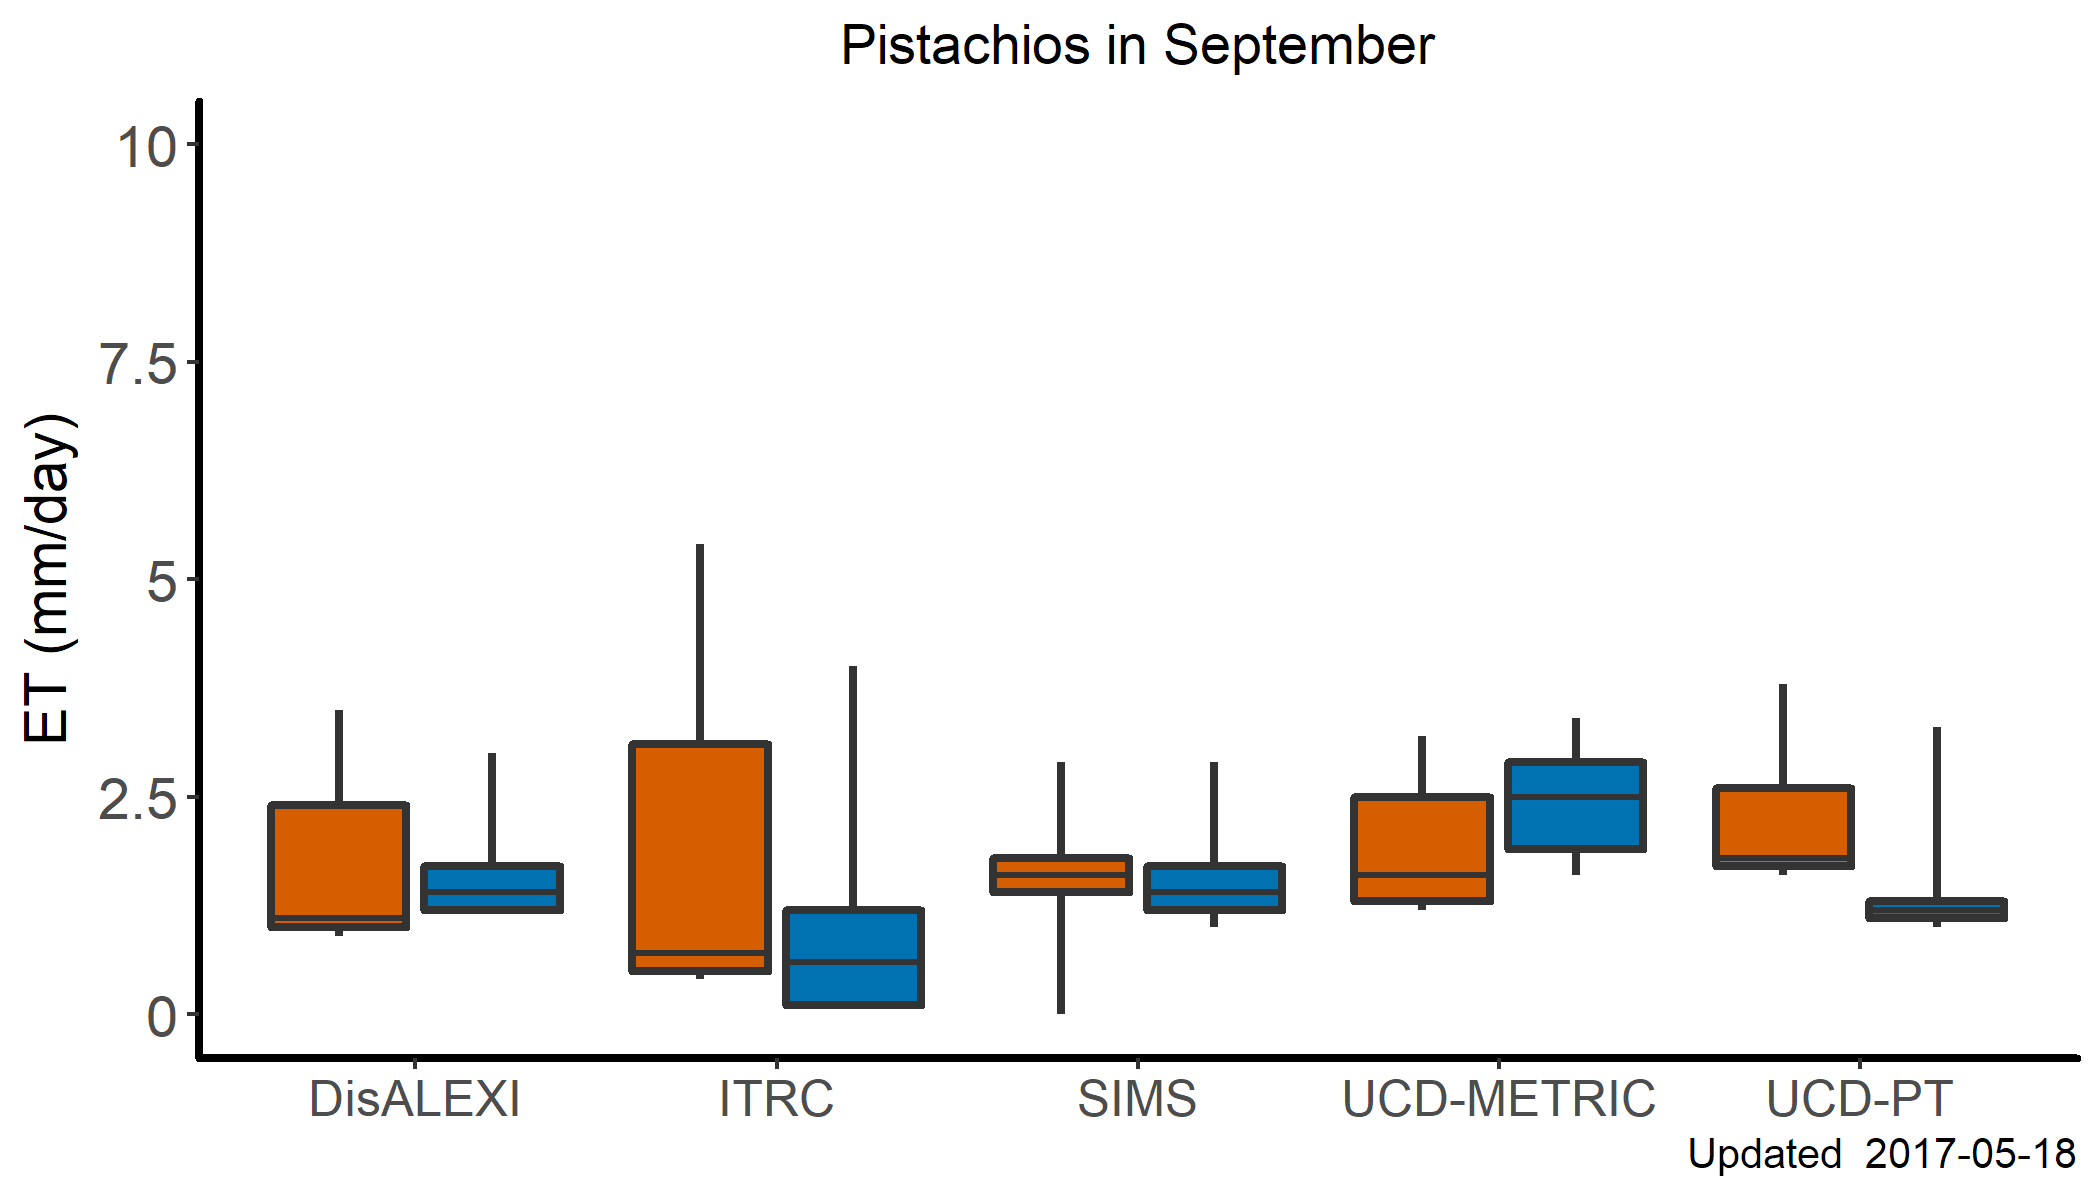 Pistachios in September
10
7.5
5
2.5
0
ET (mm/day)
DisALEXI ITRC SIMS UCD-METRIC UCD-PT
Updated  2017-05-18